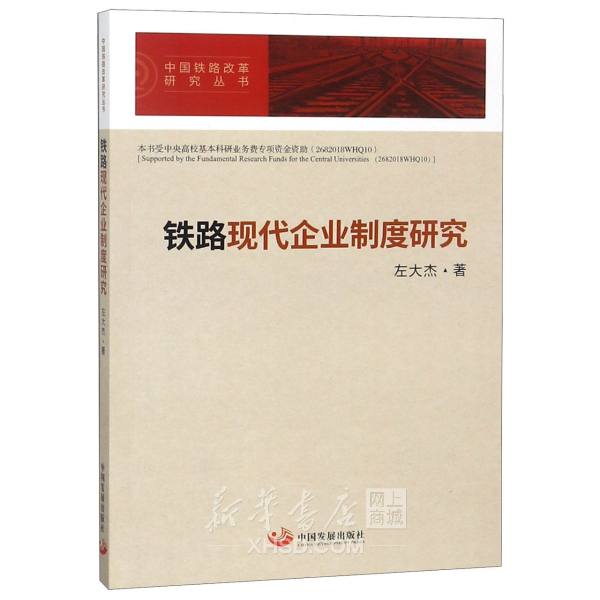 中国铁路改革
研究丛书
本书受中央高校基本科研业务费专项资金资助(2682018WHQ10)
[Supported by the Fundamental Research Funds for the Central Universities (2682018WHQ10)]
铁路现代企业制度研究
左大杰·著
中国发展出版社
中国铁路改革研究丛书
铁路现代企业制度研究
左大杰·著
中国发展出版社
新华书店
网上
商城
XHSD.COM